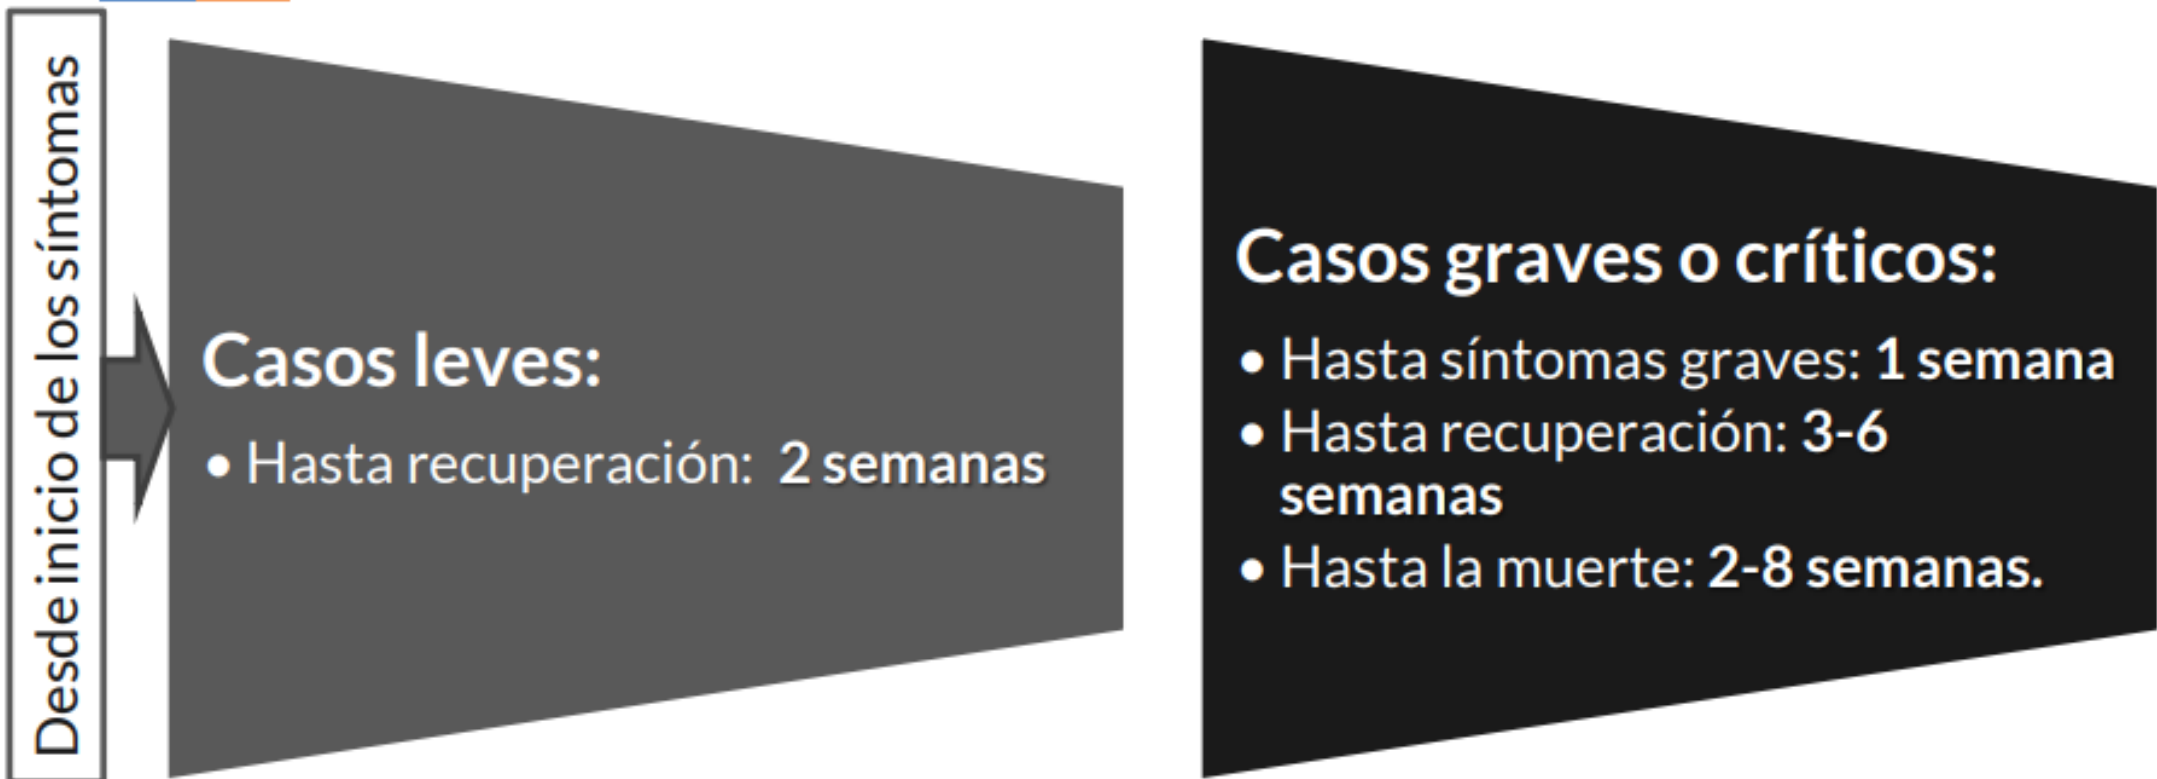 Desde inicio de los síntomas
Casos leves:
• Hasta recuperación: 2 semanas
Casos graves o críticos:
• Hasta síntomas graves: 1 semana
• Hasta recuperación: 3-6
semanas
• Hasta la muerte: 2-8 semanas.